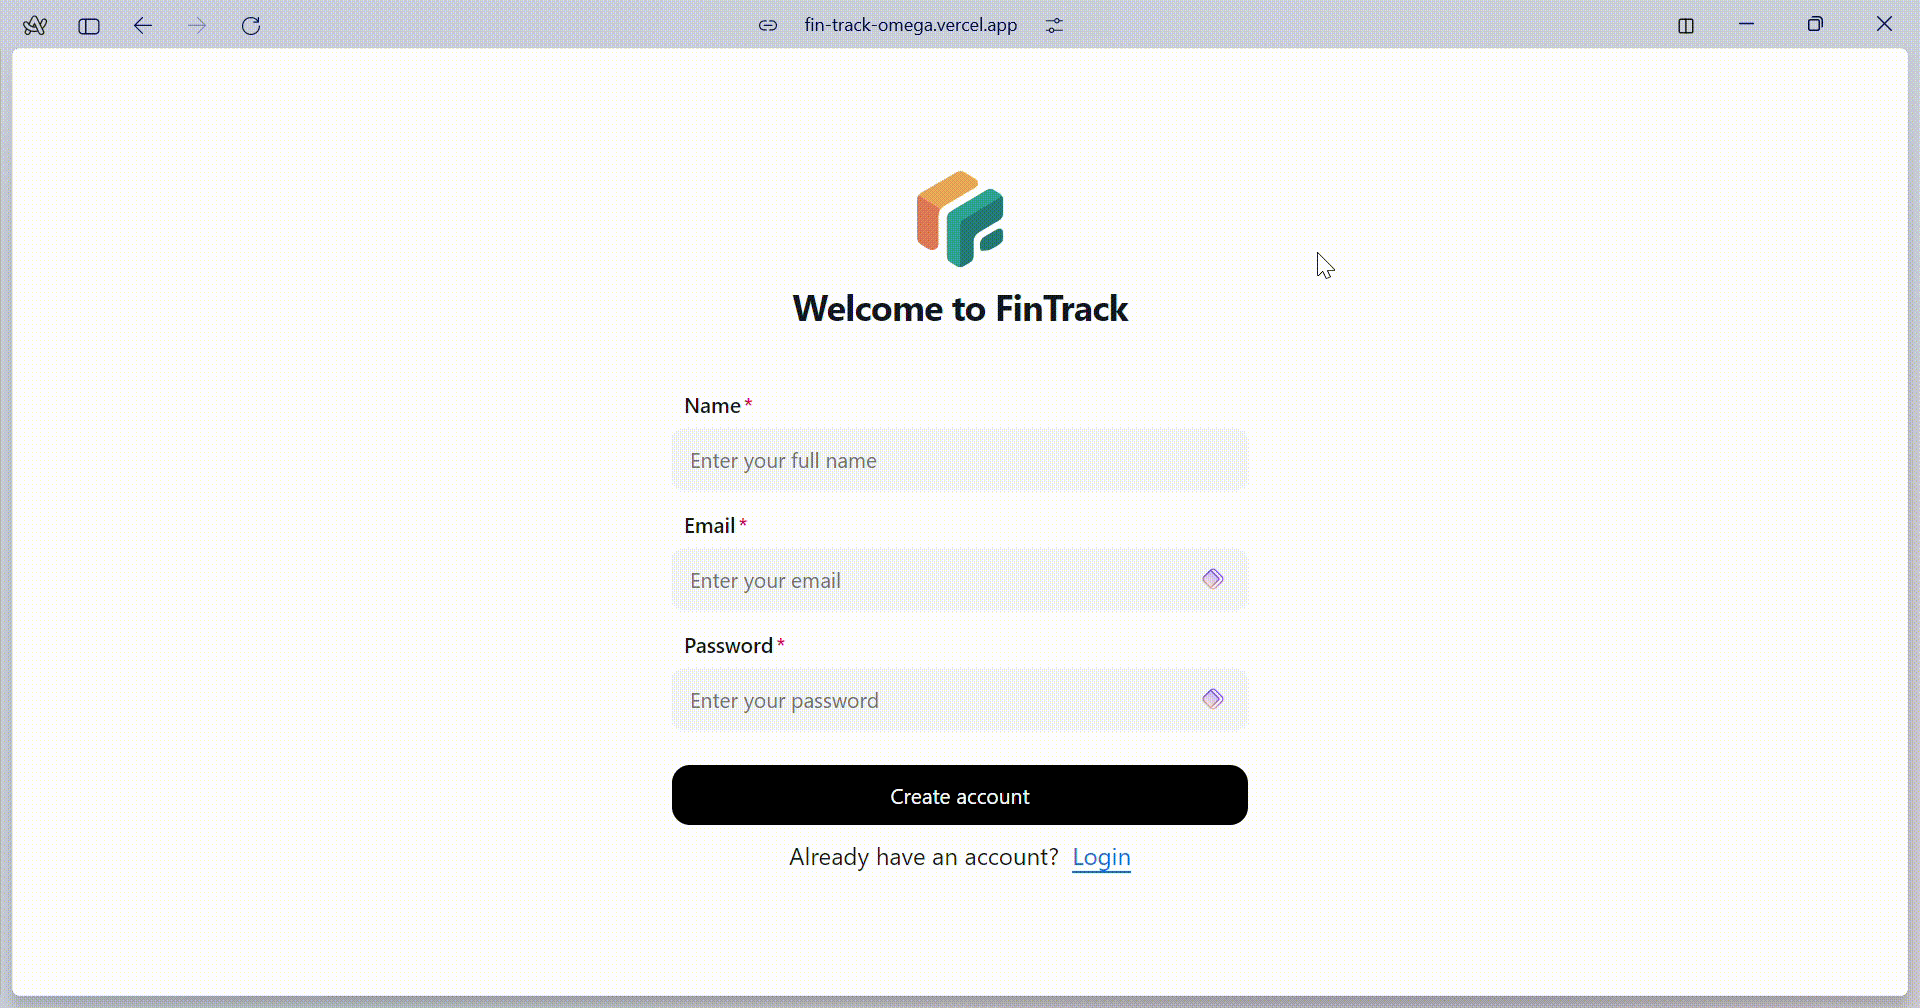 fin-track-omega.vercel.app
Welcome to FinTrack
Name*
Enter your full name
Email*
Enter your email
Password*
Enter your password
Create account
Already have an account? Login